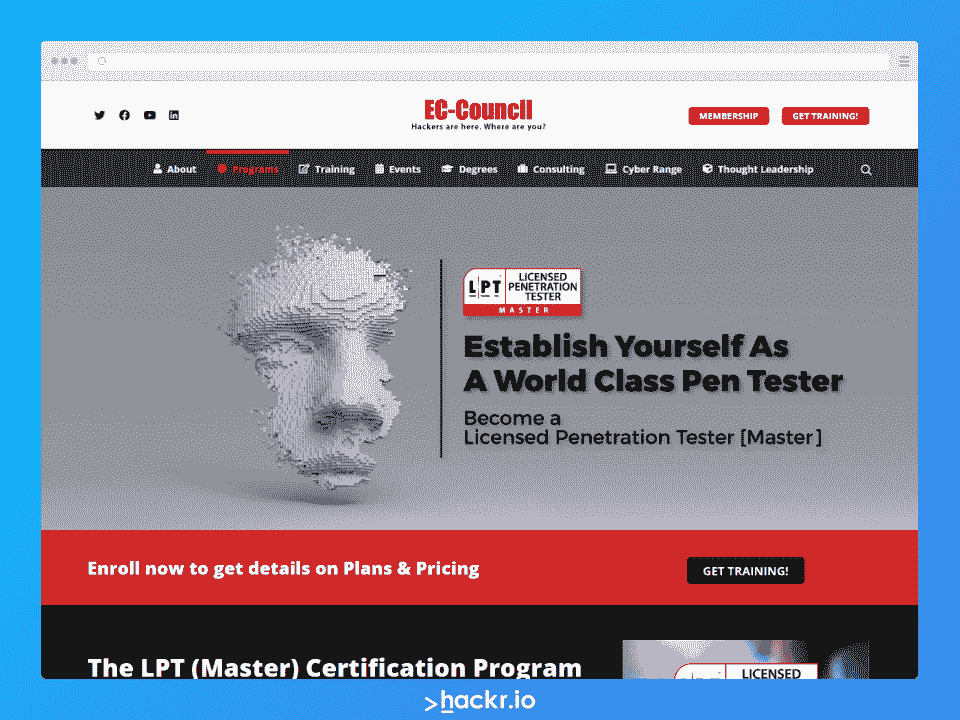 EC-Council
Hackers are here. Where are you?
MEMBERSHIP
GET TRAINING!
About
Programs
Training
Events
Degrees
Consulting
Cyber Range
Thought Leadership
LPT
LICENSED
PENETRATION
TESTER
MASTER
Establish Yourself As
A World Class Pen Tester
Become a
Licensed Penetration Tester [Master]
Enroll now to get details on Plans & Pricing
GET TRAINING!
The LPT (Master) Certification Program
LPT
LICENSED
>hackr.io